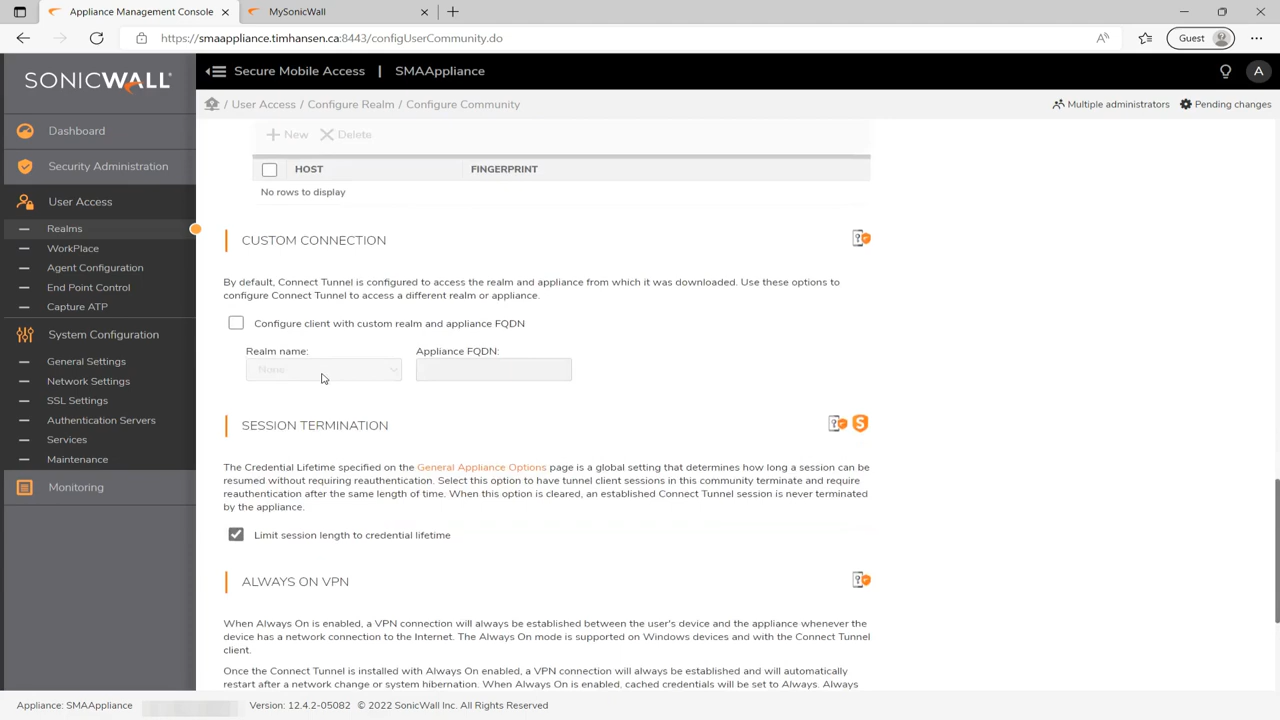 Appliance Management Console
MySonicWall
https://smaappliance.timhansen.ca:8443/configUserCommunity.do
Guest
SONICWALL
Secure Mobile Access | SMAAppliance
A
/ User Access / Configure Realm / Configure Community
Multiple administrators
Pending changes
Dashboard
Security Administration
User Access
Realms
WorkPlace
Agent Configuration
End Point Control
Capture ATP
System Configuration
General Settings
Network Settings
SSL Settings
Authentication Servers
Services
Maintenance
Monitoring
New Delete
HOST FINGERPRINT
No rows to display
CUSTOM CONNECTION
By default, Connect Tunnel is configured to access the realm and appliance from which it was downloaded. Use these options to
configure Connect Tunnel to access a different realm or appliance.
Configure client with custom realm and appliance FQDN
Realm name: Appliance FQDN:
None
SESSION TERMINATION
The Credential Lifetime specified on the General Appliance Options page is a global setting that determines how long a session can be
resumed without requiring reauthentication. Select this option to have tunnel client sessions in this community terminate and require
reauthentication after the same length of time. When this option is cleared, an established Connect Tunnel session is never terminated
by the appliance.
Limit session length to credential lifetime
ALWAYS ON VPN
When Always On is enabled, a VPN connection will always be established between the user's device and the appliance whenever the
device has a network connection to the Internet. The Always On mode is supported on Windows devices and with the Connect Tunnel
client.
Once the Connect Tunnel is installed with Always On enabled, a VPN connection will always be established and will automatically
restart after a network change or system hibernation. When Always On is enabled, cached credentials will be set to Always. Always
Appliance: SMAAppliance
Version: 12.4.2-05082 © 2022 SonicWall Inc. All Rights Reserved